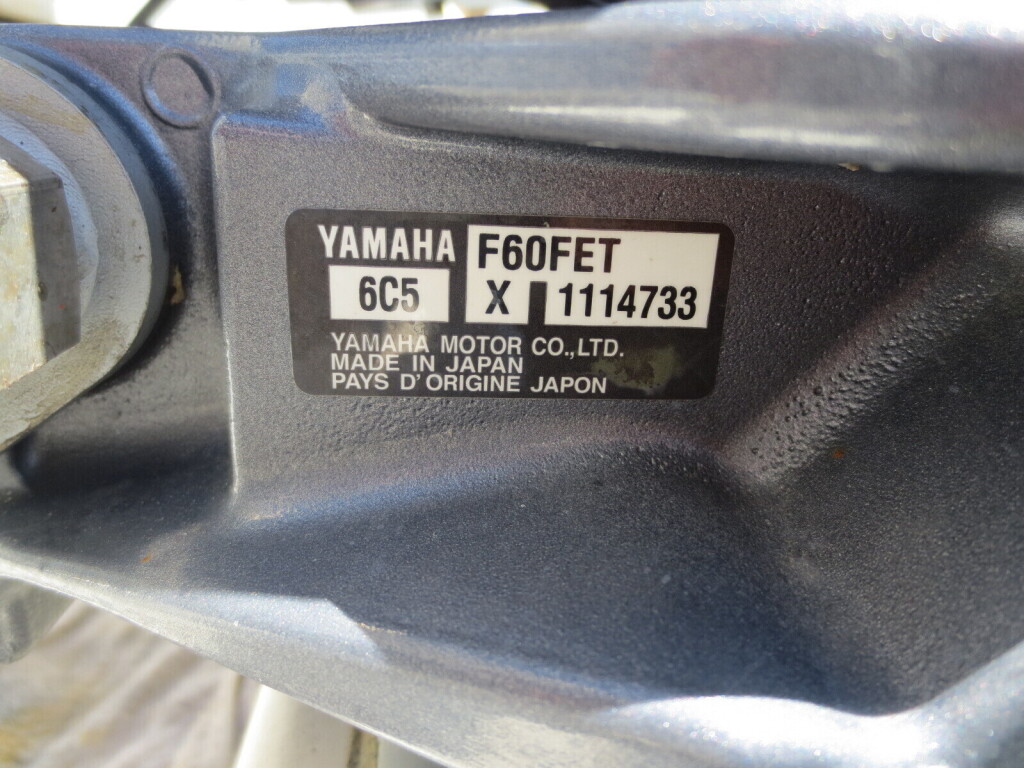 YAMAHA F60FET
6C5 X 1114733
YAMAHA MOTOR CO.,LTD.
MADE IN JAPAN
PAYS D'ORIGINE JAPON